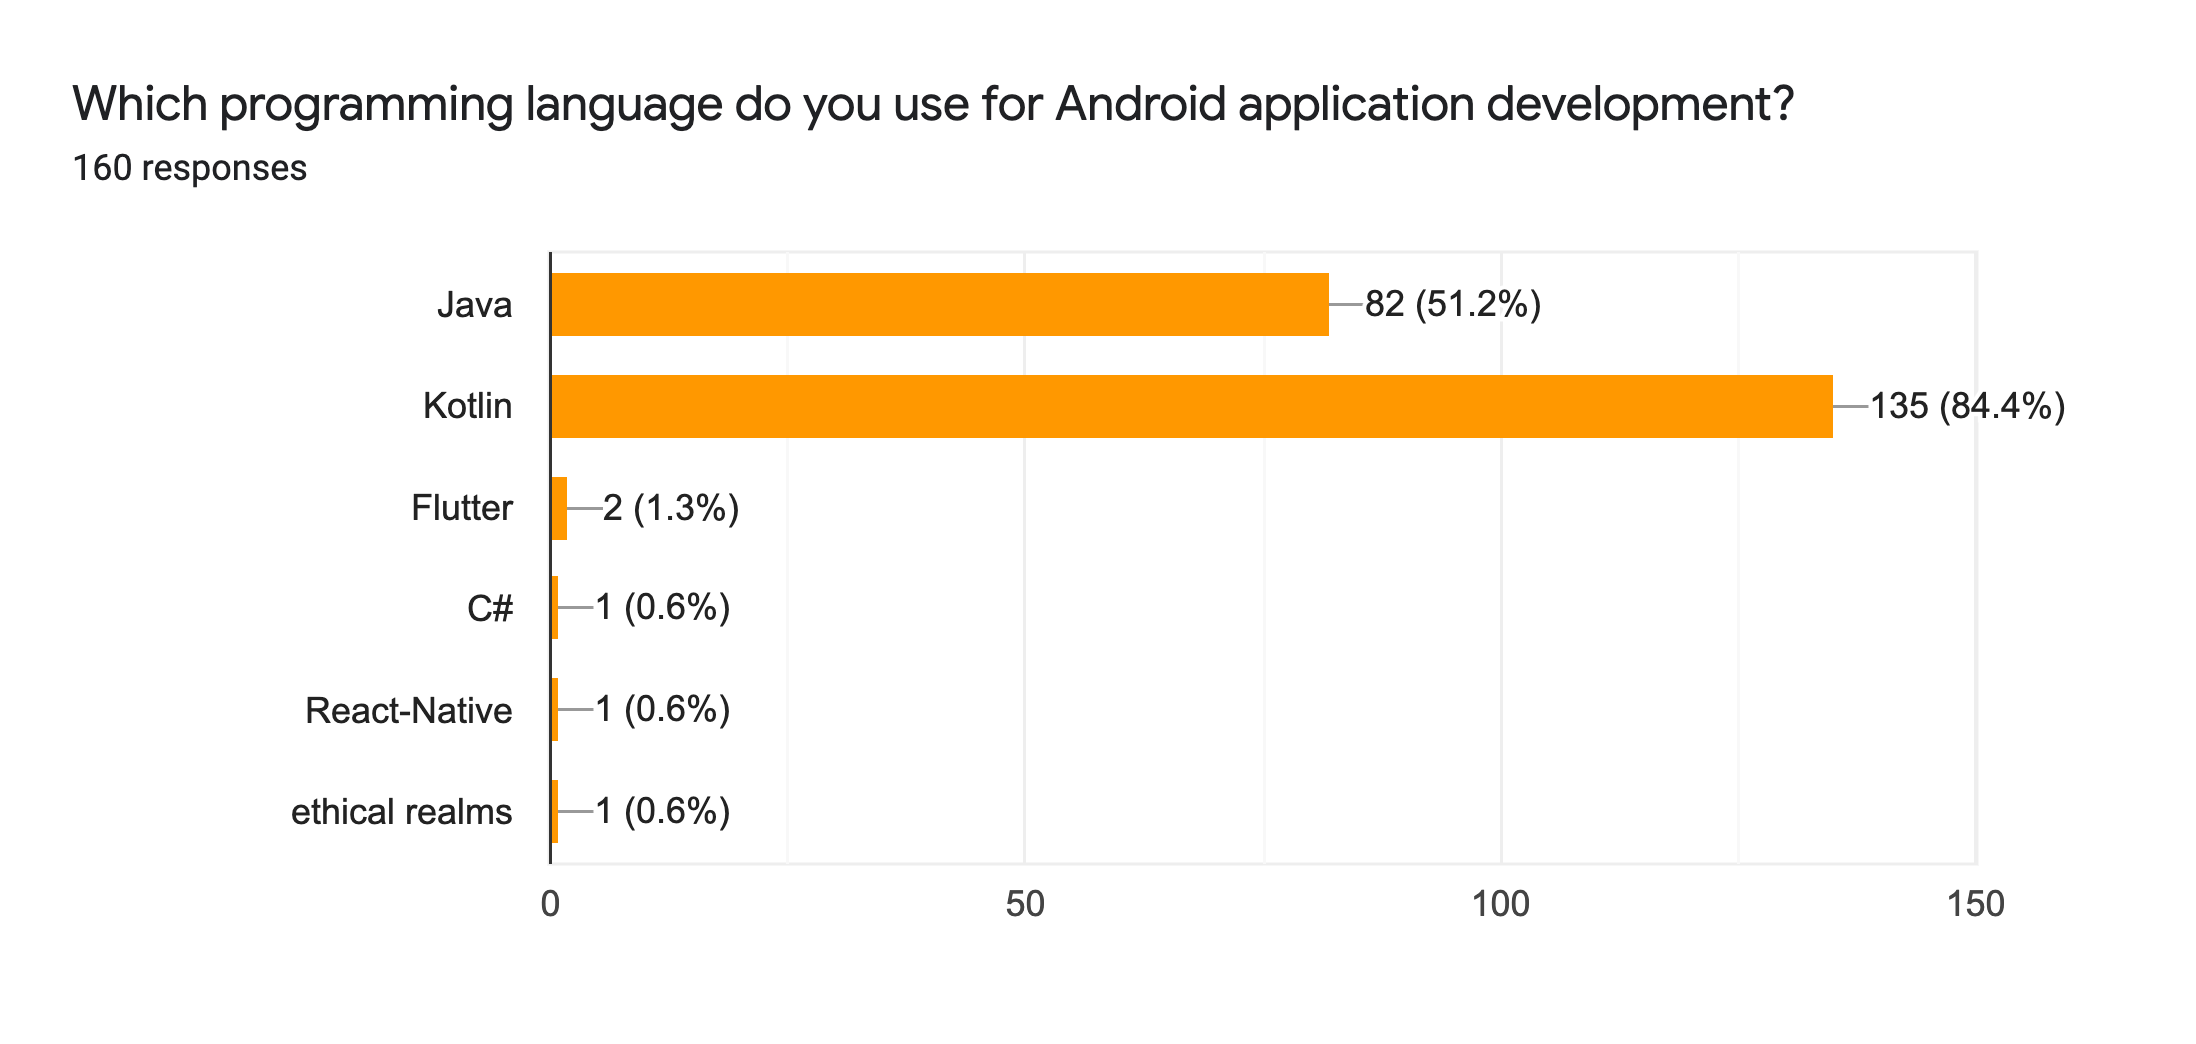 Which programming language do you use for Android application development?
160 responses
Java 82 (51.2%)
Kotlin 135 (84.4%)
Flutter 2 (1.3%)
C# 1 (0.6%)
React-Native 1 (0.6%)
ethical realms 1 (0.6%)
0 50 100 150